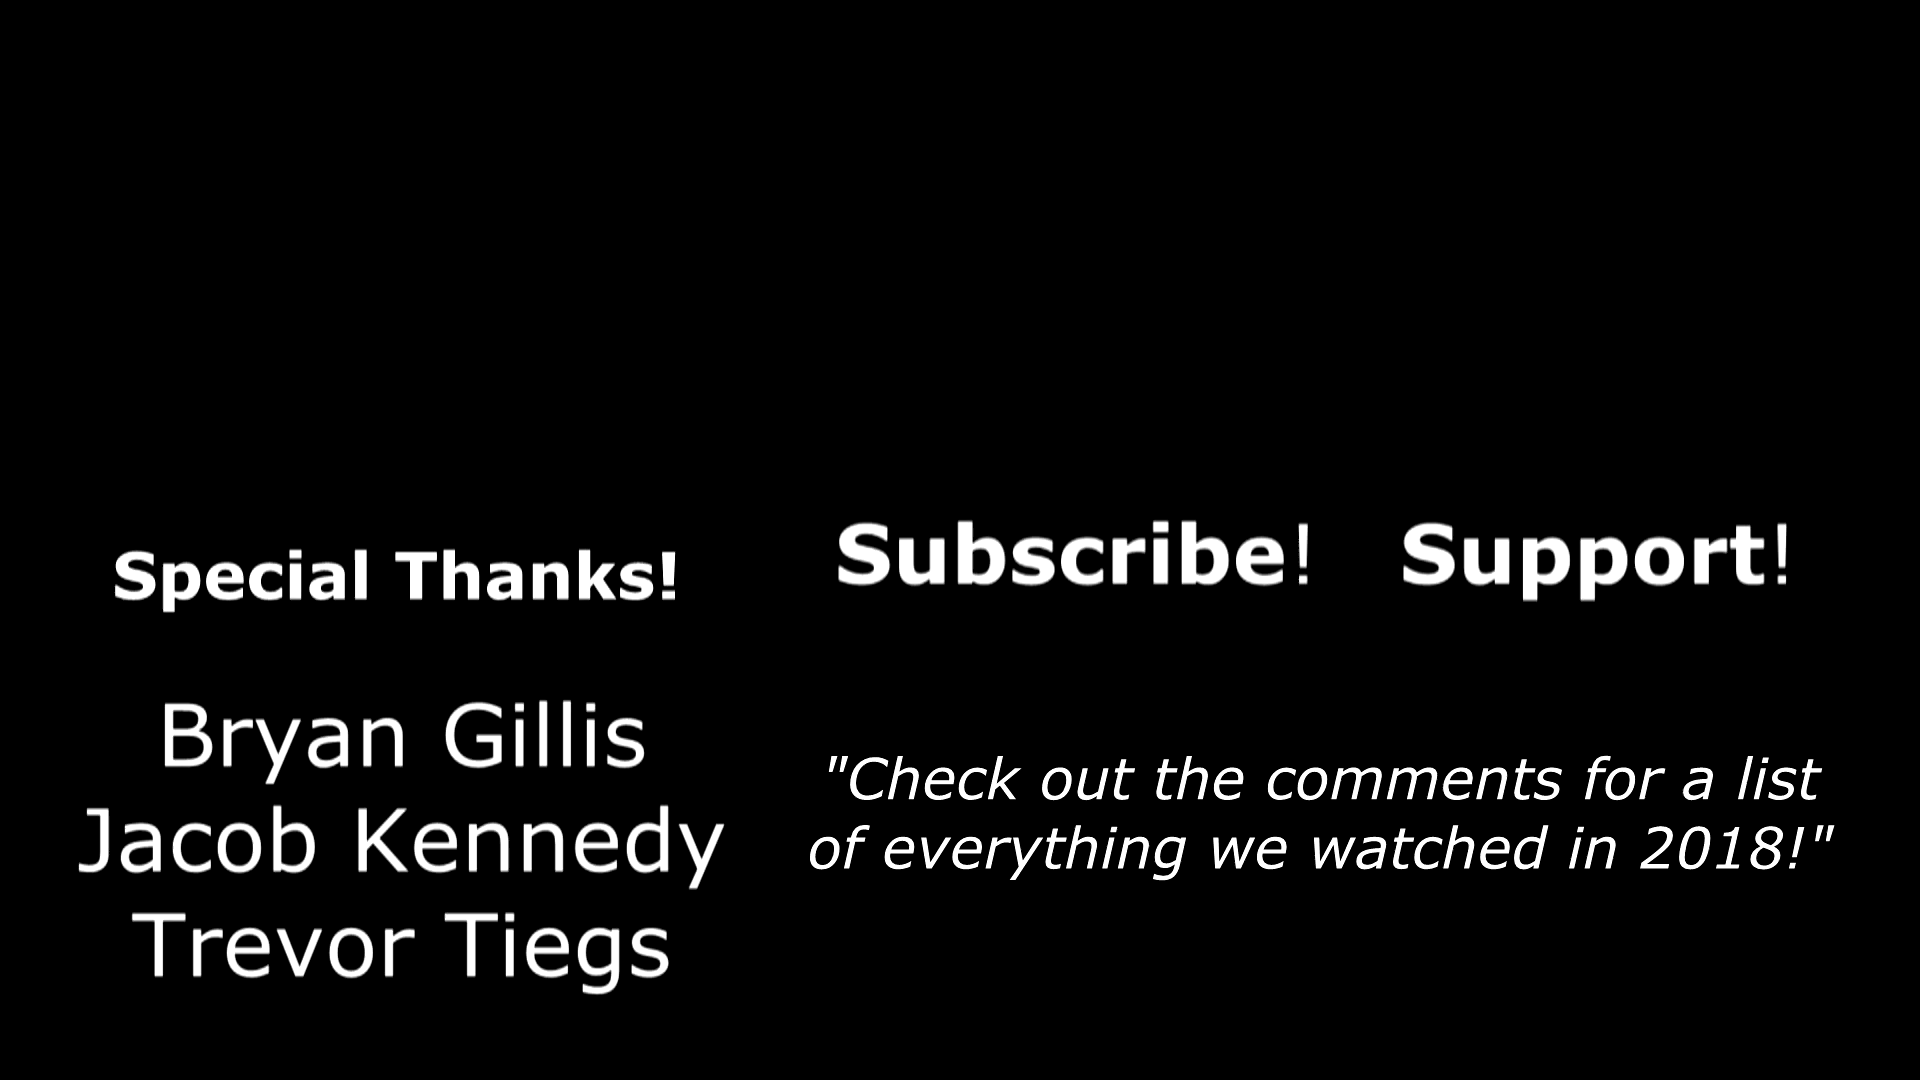 Special Thanks!
Bryan Gillis
Jacob Kennedy
Trevor Tiegs
Subscribe! Support!
"Check out the comments for a list
of everything we watched in 2018!"